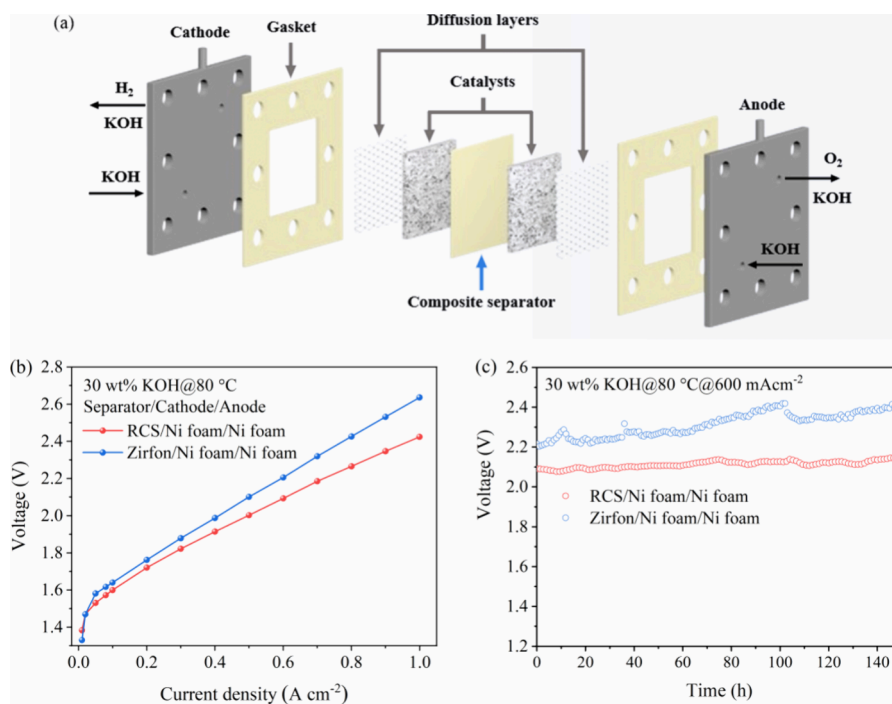 (a)
Cathode
Gasket
Diffusion layers
Catalysts
Anode
H2
KOH
KOH
O2
KOH
KOH
Composite separator
(b)
30 wt% KOH@80 °C
Separator/Cathode/Anode
RCS/Ni foam/Ni foam
Zirfon/Ni foam/Ni foam
Voltage (V)
2.8
2.6
2.4
2.2
2.0
1.8
1.6
1.4
0.0
0.2
0.4
0.6
0.8
1.0
Current density (A cm-2)
(c)
30 wt% KOH@80 °C@600 mAcm-2
RCS/Ni foam/Ni foam
Zirfon/Ni foam/Ni foam
Voltage (V)
2.6
2.4
2.2
2.0
1.8
1.6
1.4
1.2
0
20
40
60
80
100
120
140
Time (h)